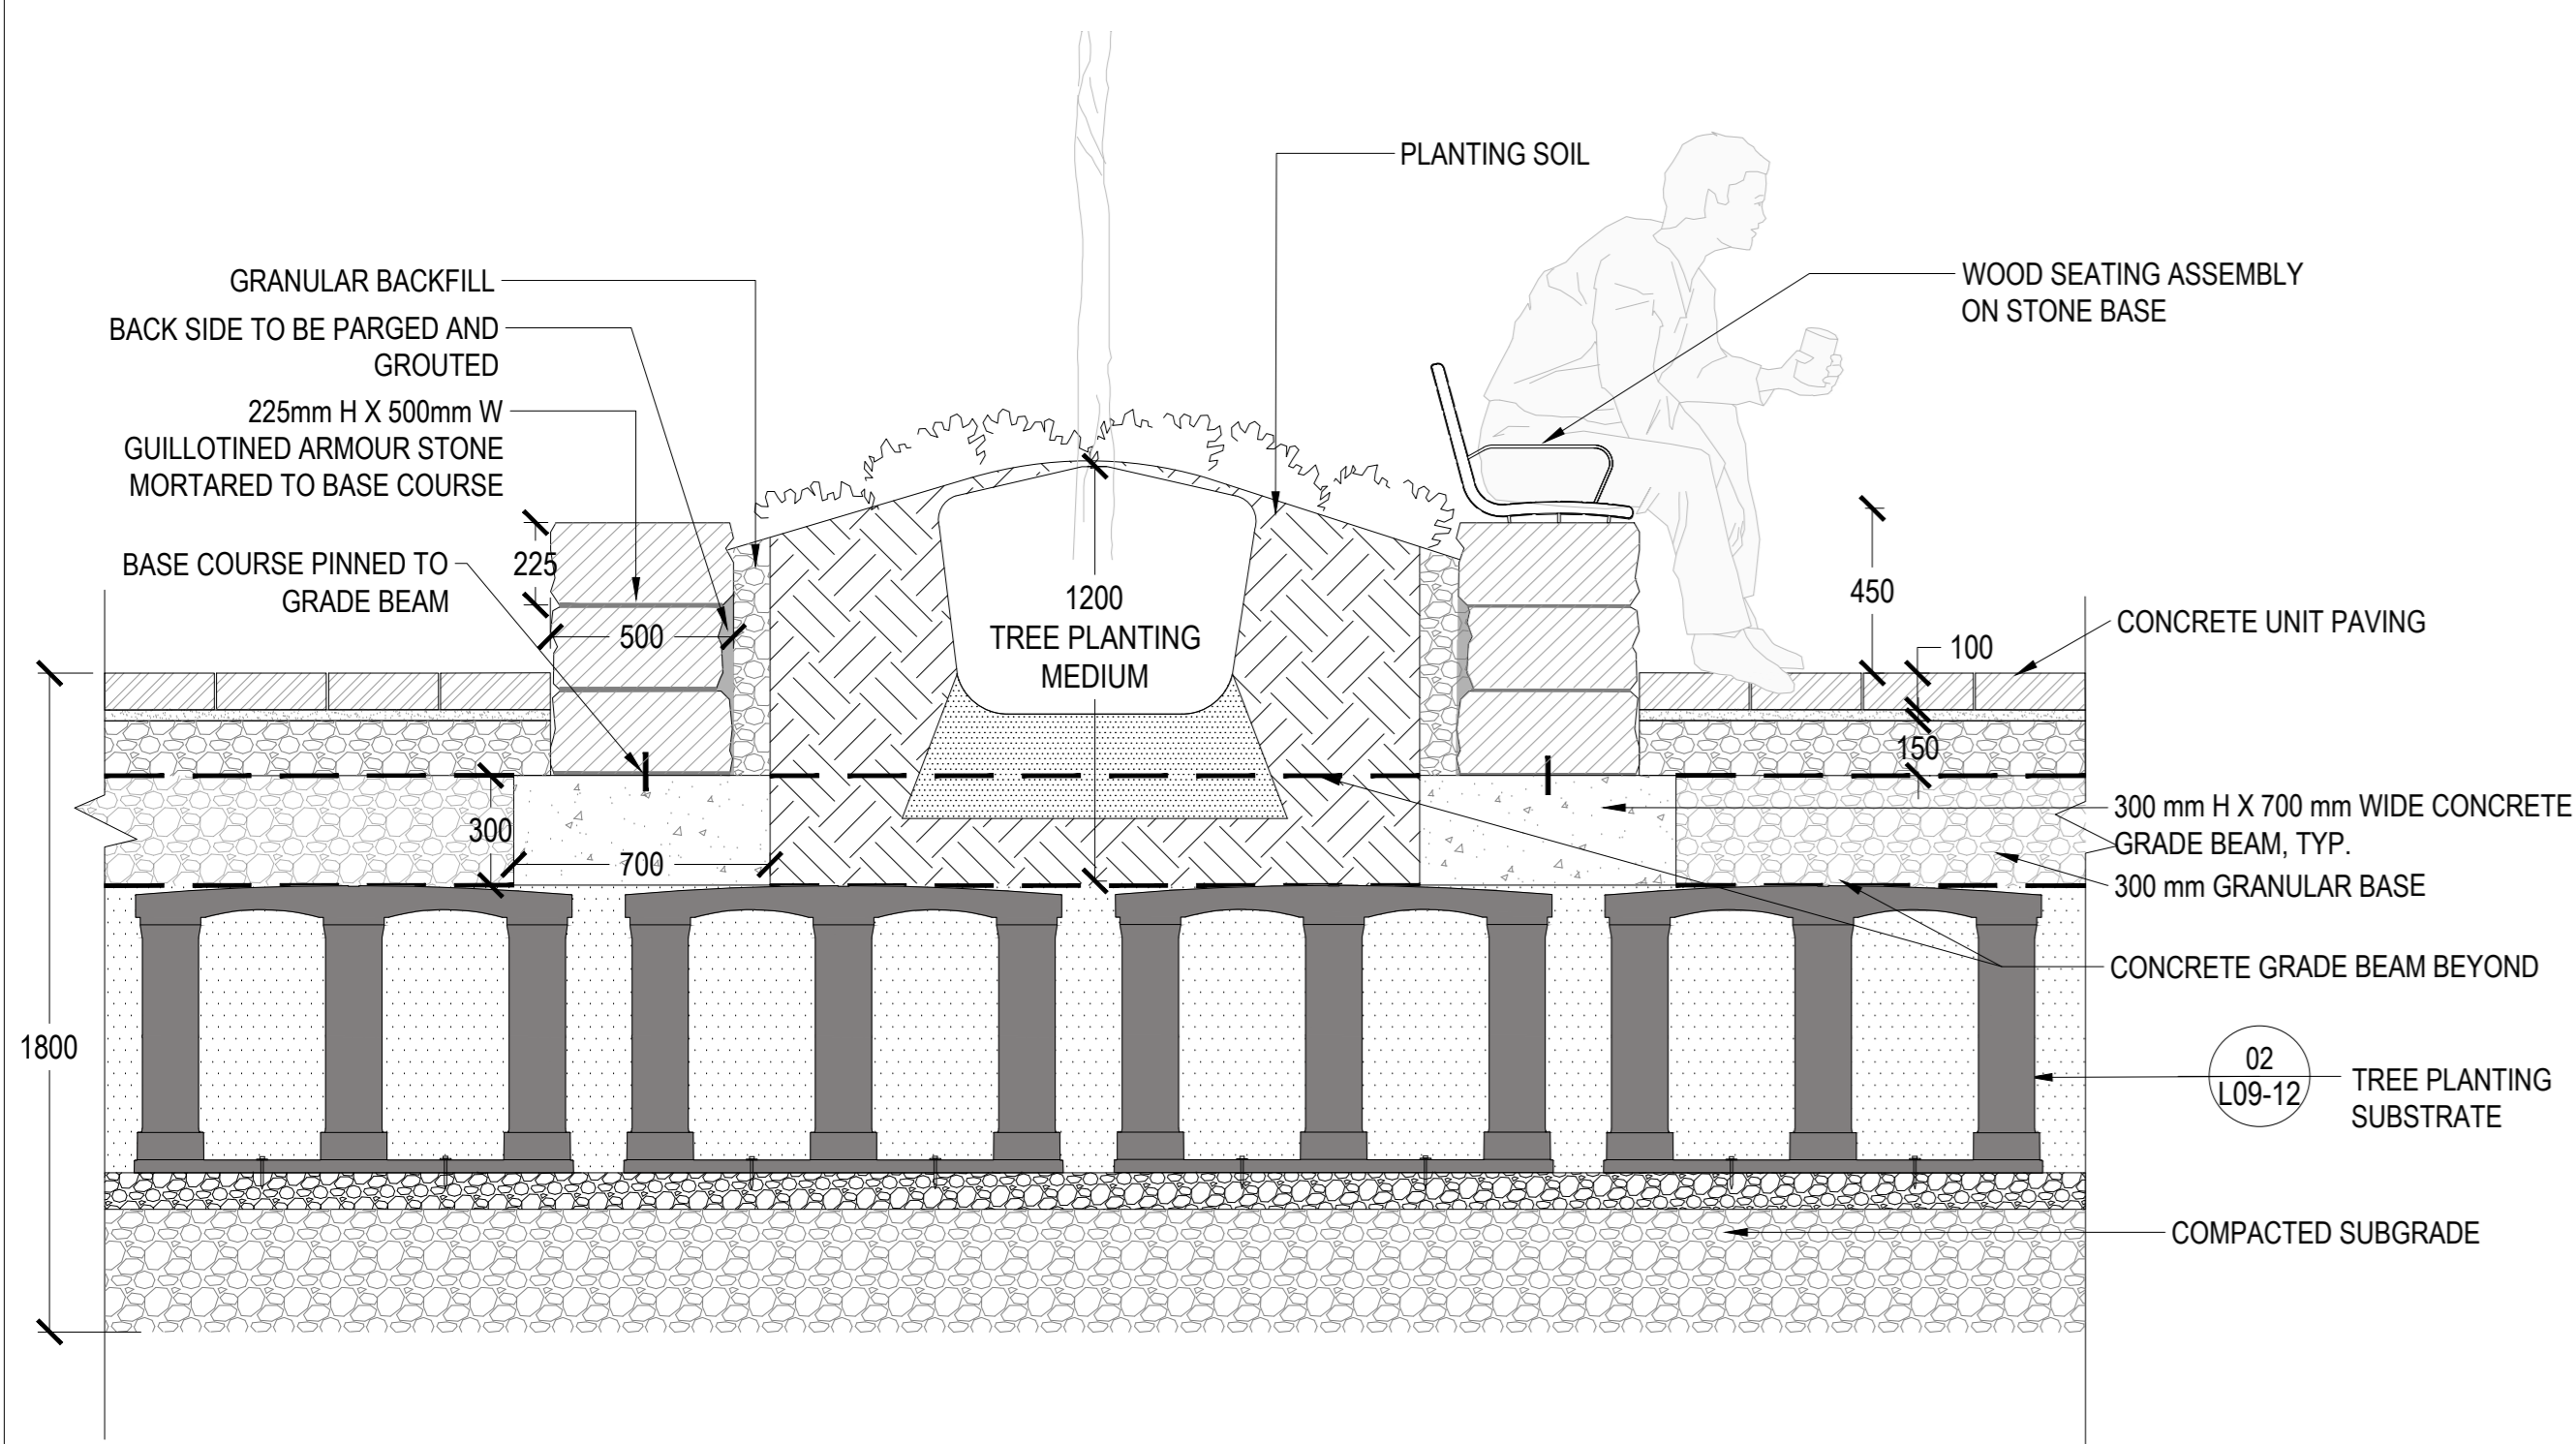 PLANTING SOIL
GRANULAR BACKFILL
BACK SIDE TO BE PARGED AND
GROUTED
225mm H X 500mm W
GUILLOTINED ARMOUR STONE
MORTARED TO BASE COURSE
BASE COURSE PINNED TO
GRADE BEAM
WOOD SEATING ASSEMBLY
ON STONE BASE
225
500
1200
TREE PLANTING
MEDIUM
450
100
CONCRETE UNIT PAVING
150
300
700
300 mm H X 700 mm WIDE CONCRETE
GRADE BEAM, TYP.
300 mm GRANULAR BASE
CONCRETE GRADE BEAM BEYOND
1800
02
L09-12
TREE PLANTING
SUBSTRATE
COMPACTED SUBGRADE